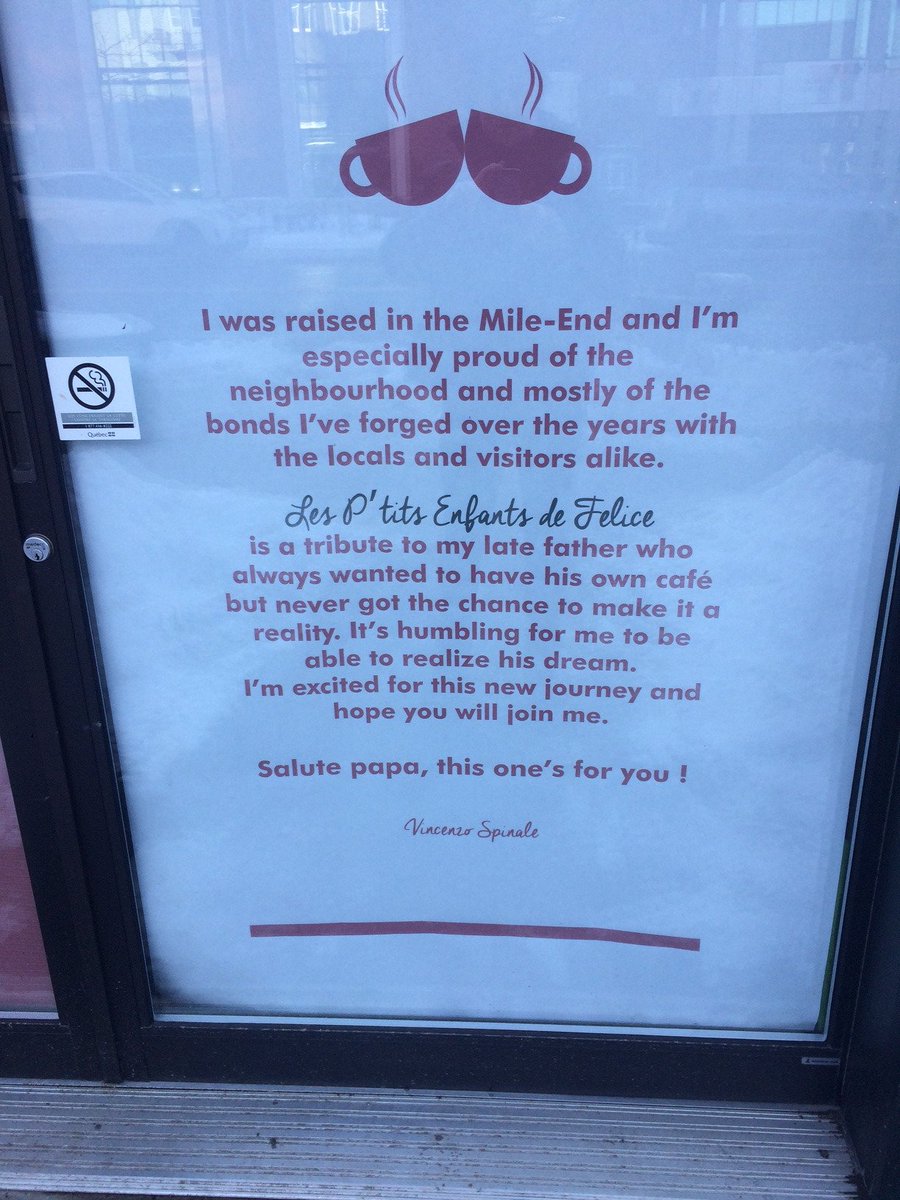 I was raised in the Mile-End and I'm
especially proud of the
neighbourhood and mostly of the
bonds I've forged over the years with
the locals and visitors alike.
Les P'tits Enfants de Felice
is a tribute to my late father who
always wanted to have his own café
but never got the chance to make it a
reality. It's humbling for me to be
able to realize his dream.
I'm excited for this new journey and
hope you will join me.
Salute papa, this one's for you !
Vincenzo Spinale
Québec